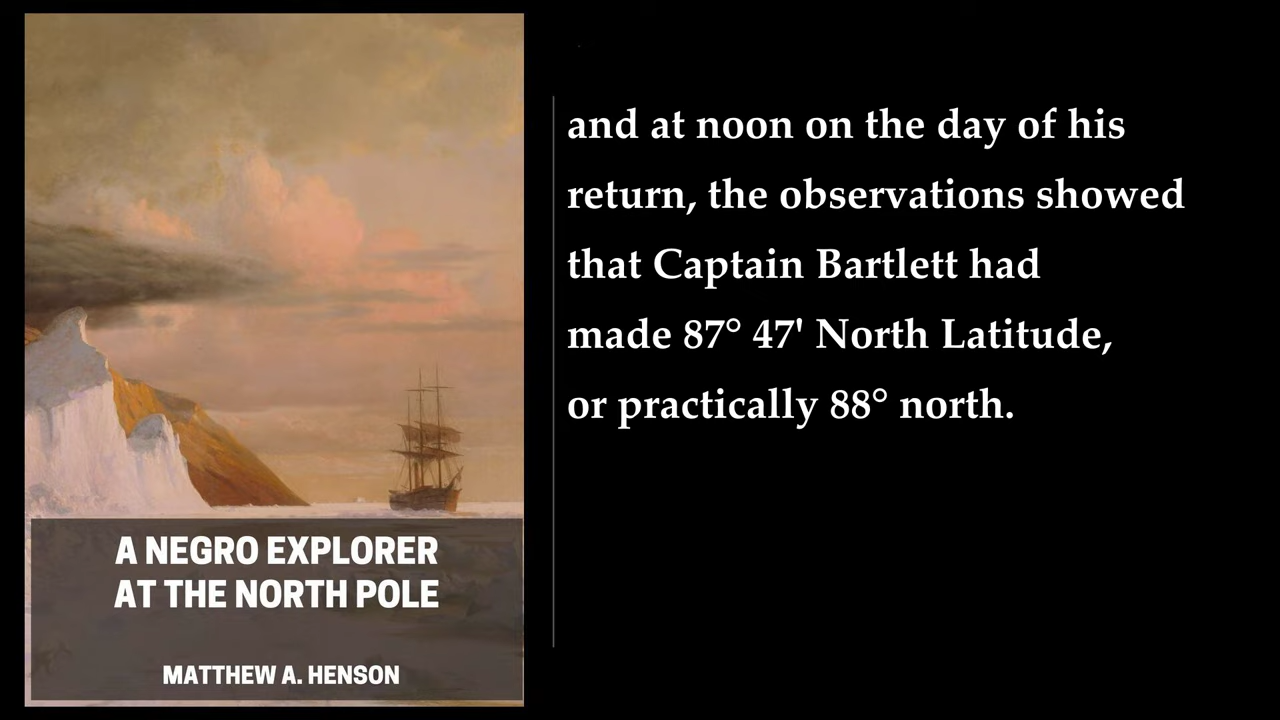 and at noon on the day of his
return, the observations showed
that Captain Bartlett had
made 87° 47' North Latitude,
or practically 88° north.
A NEGRO EXPLORER
AT THE NORTH POLE
MATTHEW A. HENSON